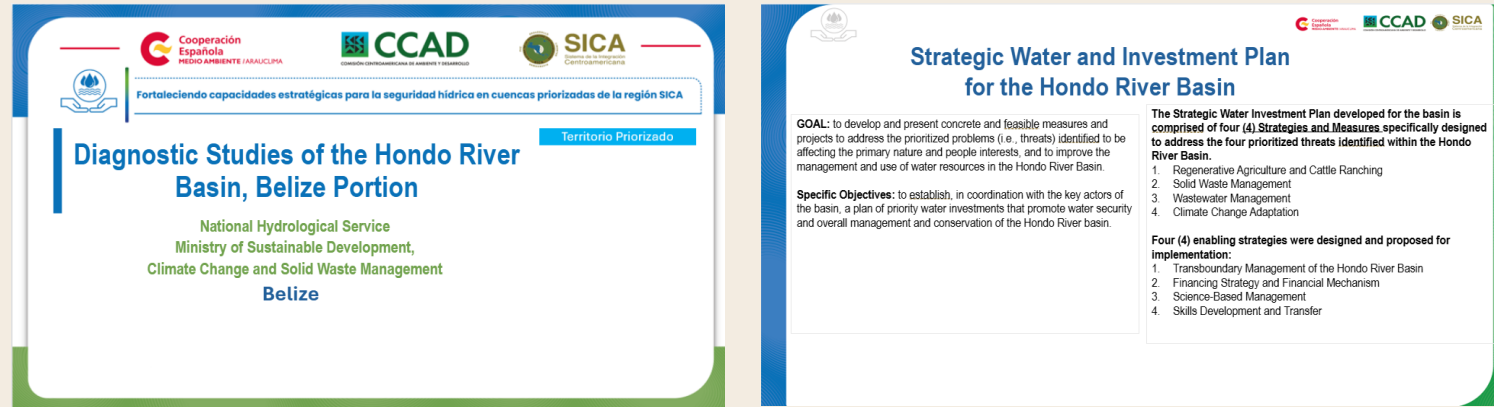 Cooperación
Española
MEDIO AMBIENTE / ARAUCLIMA
CCAD
COMISIÓN CENTROAMERICANA DE AMBIENTE Y DESARROLLO
SICA
Sistema de la Integración
Centroamericana
Fortaleciendo capacidades estratégicas para la seguridad hídrica en cuencas priorizadas de la región SICA
Territorio Priorizado
Diagnostic Studies of the Hondo River
Basin, Belize Portion
National Hydrological Service
Ministry of Sustainable Development,
Climate Change and Solid Waste Management
Belize
Cooperación
Española
CCAD
SICA
Strategic Water and Investment Plan
for the Hondo River Basin
GOAL: to develop and present concrete and feasible measures and
projects to address the prioritized problems (i.e., threats) identified to be
affecting the primary nature and people interests, and to improve the
management and use of water resources in the Hondo River Basin.
Specific Objectives: to establish, in coordination with the key actors of
the basin, a plan of priority water investments that promote water security
and overall management and conservation of the Hondo River basin.
The Strategic Water Investment Plan developed for the basin is
comprised of four (4) Strategies and Measures specifically designed
to address the four prioritized threats identified within the Hondo
River Basin.
1. Regenerative Agriculture and Cattle Ranching
2. Solid Waste Management
3. Wastewater Management
4. Climate Change Adaptation
Four (4) enabling strategies were designed and proposed for
implementation:
1. Transboundary Management of the Hondo River Basin
2. Financing Strategy and Financial Mechanism
3. Science-Based Management
4. Skills Development and Transfer